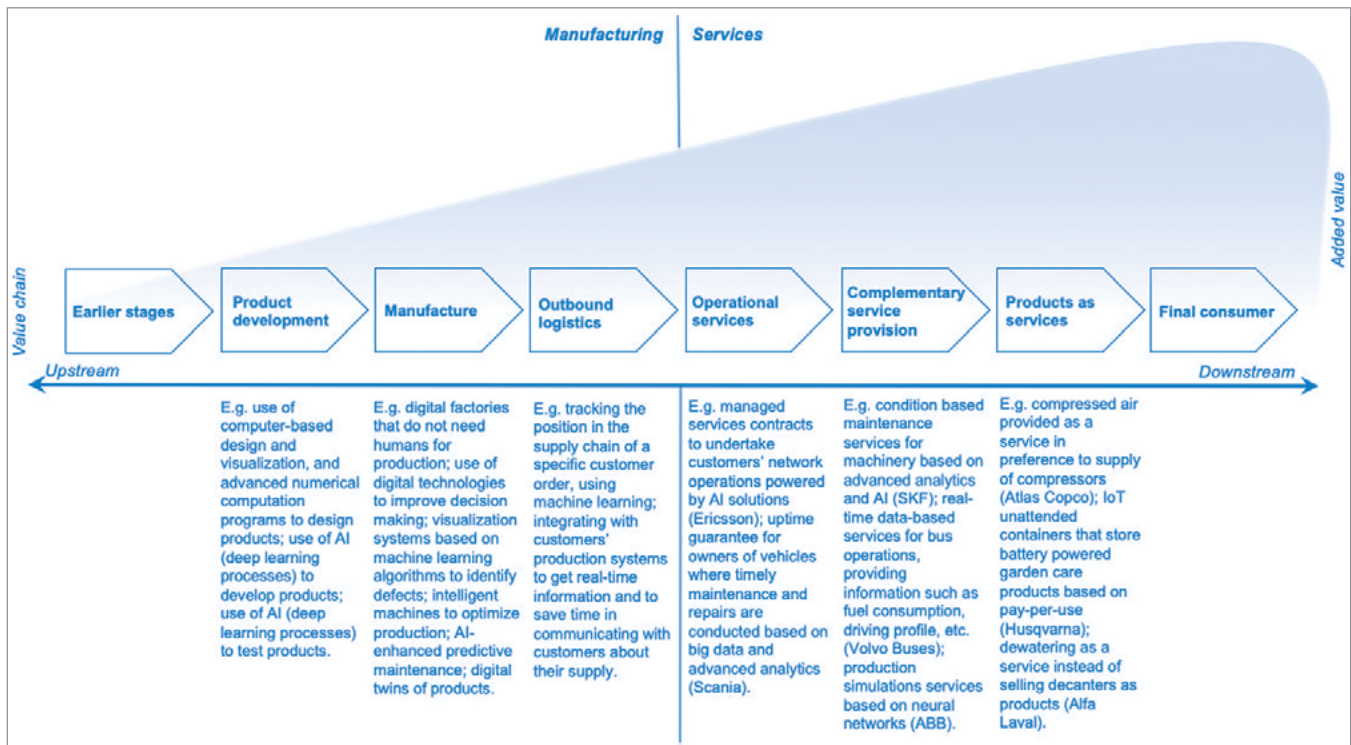 Manufacturing
Services
Added value
Value chain
Earlier stages
Product
development
Manufacture
Outbound
logistics
Operational
services
Complementary
service
provision
Products as
services
Final consumer
Upstream
Downstream
E.g. use of
computer-based
design and
visualization, and
advanced numerical
computation
programs to design
products; use of AI
(deep learning
processes) to
develop products;
use of AI (deep
learning processes)
to test products.
E.g. digital factories
that do not need
humans for
production; use of
digital technologies
to improve decision
making; visualization
systems based on
machine learning
algorithms to identify
defects; intelligent
machines to optimize
production; AI-
enhanced predictive
maintenance; digital
twins of products.
E.g. tracking the
position in the
supply chain of a
specific customer
order, using
machine learning;
integrating with
customers'
production systems
to get real-time
information and to
save time in
communicating with
customers about
their supply.
E.g. managed
services contracts
to undertake
customers' network
operations powered
by AI solutions
(Ericsson); uptime
guarantee for
owners of vehicles
where timely
maintenance and
repairs are
conducted based on
big data and
advanced analytics
(Scania).
E.g. condition based
maintenance
services for
machinery based on
advanced analytics
and AI (SKF); real-
time data-based
services for bus
operations,
providing
information such as
fuel consumption,
driving profile, etc.
(Volvo Buses);
production
simulations services
based on neural
networks (ABB).
E.g. compressed air
provided as a
service in
preference to supply
of compressors
(Atlas Copco); IoT
unattended
containers that store
battery powered
garden care
products based on
pay-per-use
(Husqvarna);
dewatering as a
service instead of
selling decanters as
products (Alfa
Laval).